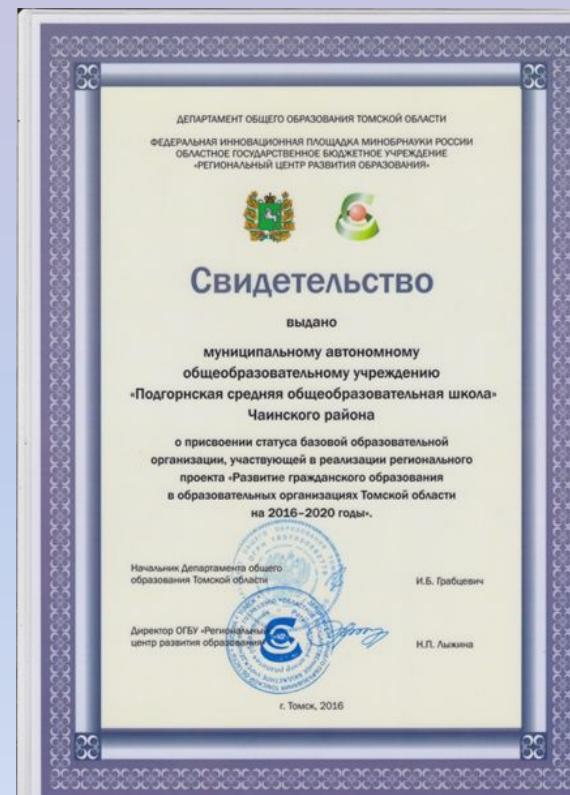 ДЕПАРТАМЕНТ ОБЩЕГО ОБРАЗОВАНИЯ ТОМСКОЙ ОБЛАСТИ
ФЕДЕРАЛЬНАЯ ИННОВАЦИОННАЯ ПЛОЩАДКА МИНОБРНАУКИ РОССИИ
ОБЛАСТНОЕ ГОСУДАРСТВЕННОЕ БЮДЖЕТНОЕ УЧРЕЖДЕНИЕ
«РЕГИОНАЛЬНЫЙ ЦЕНТР РАЗВИТИЯ ОБРАЗОВАНИЯ»
Свидетельство
выдано
муниципальному автономному
общеобразовательному учреждению
«Подгорнская средняя общеобразовательная школа»
Чаинского района
о присвоении статуса базовой образовательной
организации, участвующей в реализации регионального
проекта «Развитие гражданского образования
в образовательных организациях Томской области
на 2016–2020 годы».
Начальник Департамента общего
образования Томской области
И.Б. Грабцевич
Директор ОГБУ «Региональный
центр развития образования»
Н.П. Лыжина
г. Томск, 2016